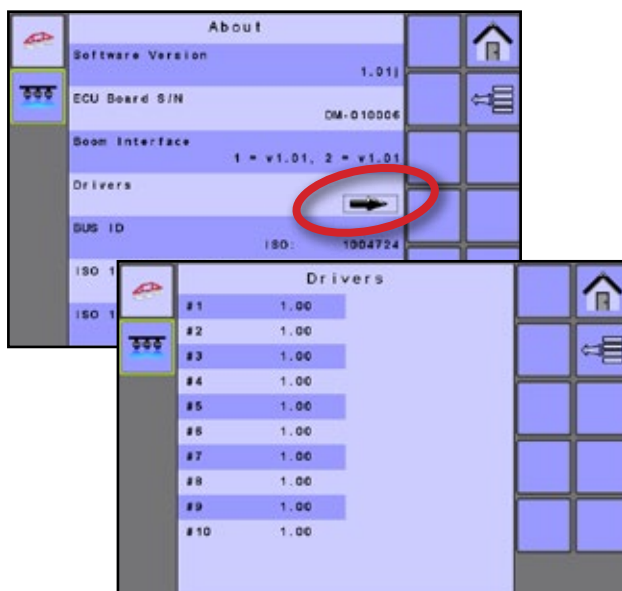 About
Software Version
1.01j
ECU Board S/N
DM-010006
Boom Interface
1 = v1.01, 2 = v1.01
Drivers
BUS ID
ISO: 1004724
ISO 1
ISO 1
Drivers
#1 1.00
#2 1.00
#3 1.00
#4 1.00
#5 1.00
#6 1.00
#7 1.00
#8 1.00
#9 1.00
#10 1.00